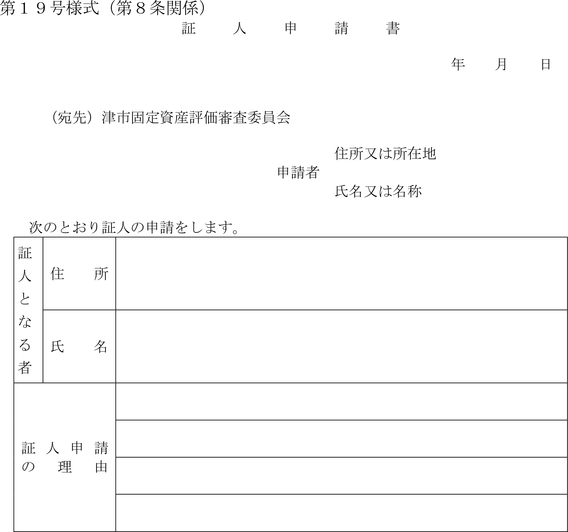 第１９号様式（第８条関係）
証　人　申　請　書
年　月　日
（宛先）津市固定資産評価審査委員会
住所又は所在地
申請者
氏名又は名称
次のとおり証人の申請をします。
証人となる者
住　所
氏　名
証人申請
の理由